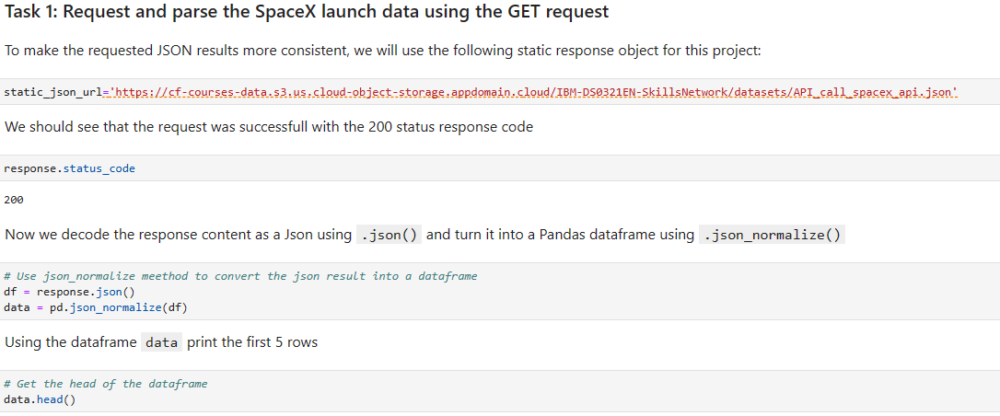 Task 1: Request and parse the SpaceX launch data using the GET request
To make the requested JSON results more consistent, we will use the following static response object for this project:
static_json_url='https://cf-courses-data.s3.us.cloud-object-storage.appdomain.cloud/IBM-DS0321EN-SkillsNetwork/datasets/API_call_spacex_api.json'
We should see that the request was successfull with the 200 status response code
response.status_code
200
Now we decode the response content as a Json using .json() and turn it into a Pandas dataframe using .json_normalize()
# Use json_normalize meethod to convert the json result into a dataframe
df = response.json()
data = pd.json_normalize(df)
Using the dataframe data print the first 5 rows
# Get the head of the dataframe
data.head()